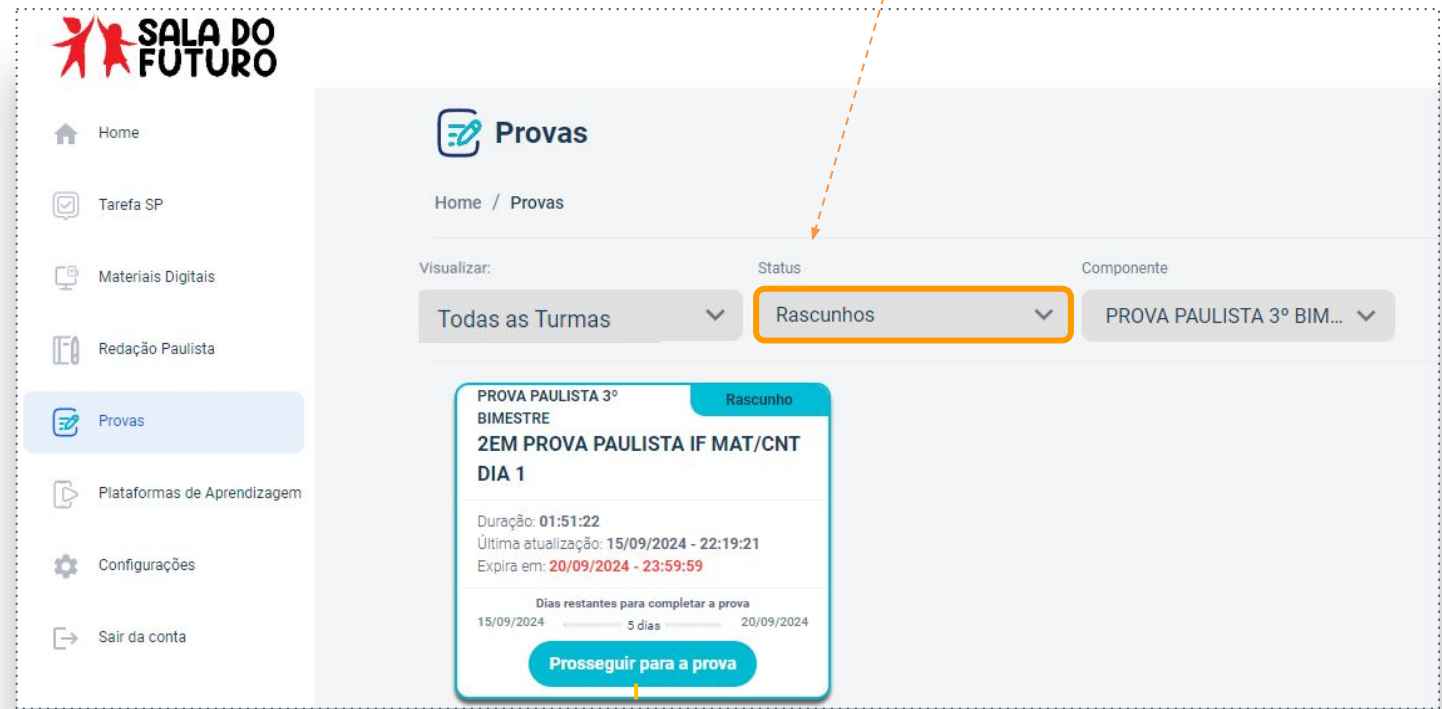 SALA DO
FUTURO
Home
Tarefa SP
Materiais Digitais
Redação Paulista
Provas
Plataformas de Aprendizagem
Configurações
Sair da conta
Provas
Home / Provas
Visualizar:
Todas as Turmas
Status
Rascunhos
Componente
PROVA PAULISTA 3º BIM...
PROVA PAULISTA 3º
BIMESTRE
Rascunho
2EM PROVA PAULISTA IF MAT/CNT
DIA 1
Duração: 01:51:22
Última atualização: 15/09/2024 - 22:19:21
Expira em: 20/09/2024 - 23:59:59
Dias restantes para completar a prova
15/09/2024 5 dias 20/09/2024
Prosseguir para a prova